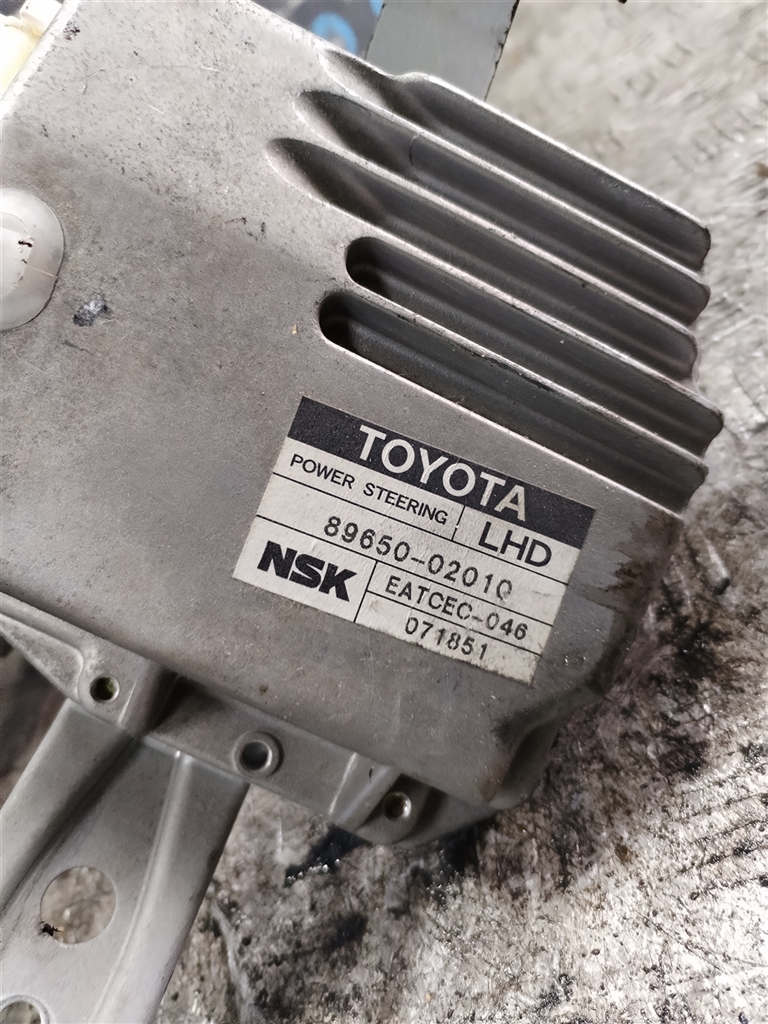 TOYOTA
POWER STEERING LHD
89650-02010
NSK EATCEC-046
071851